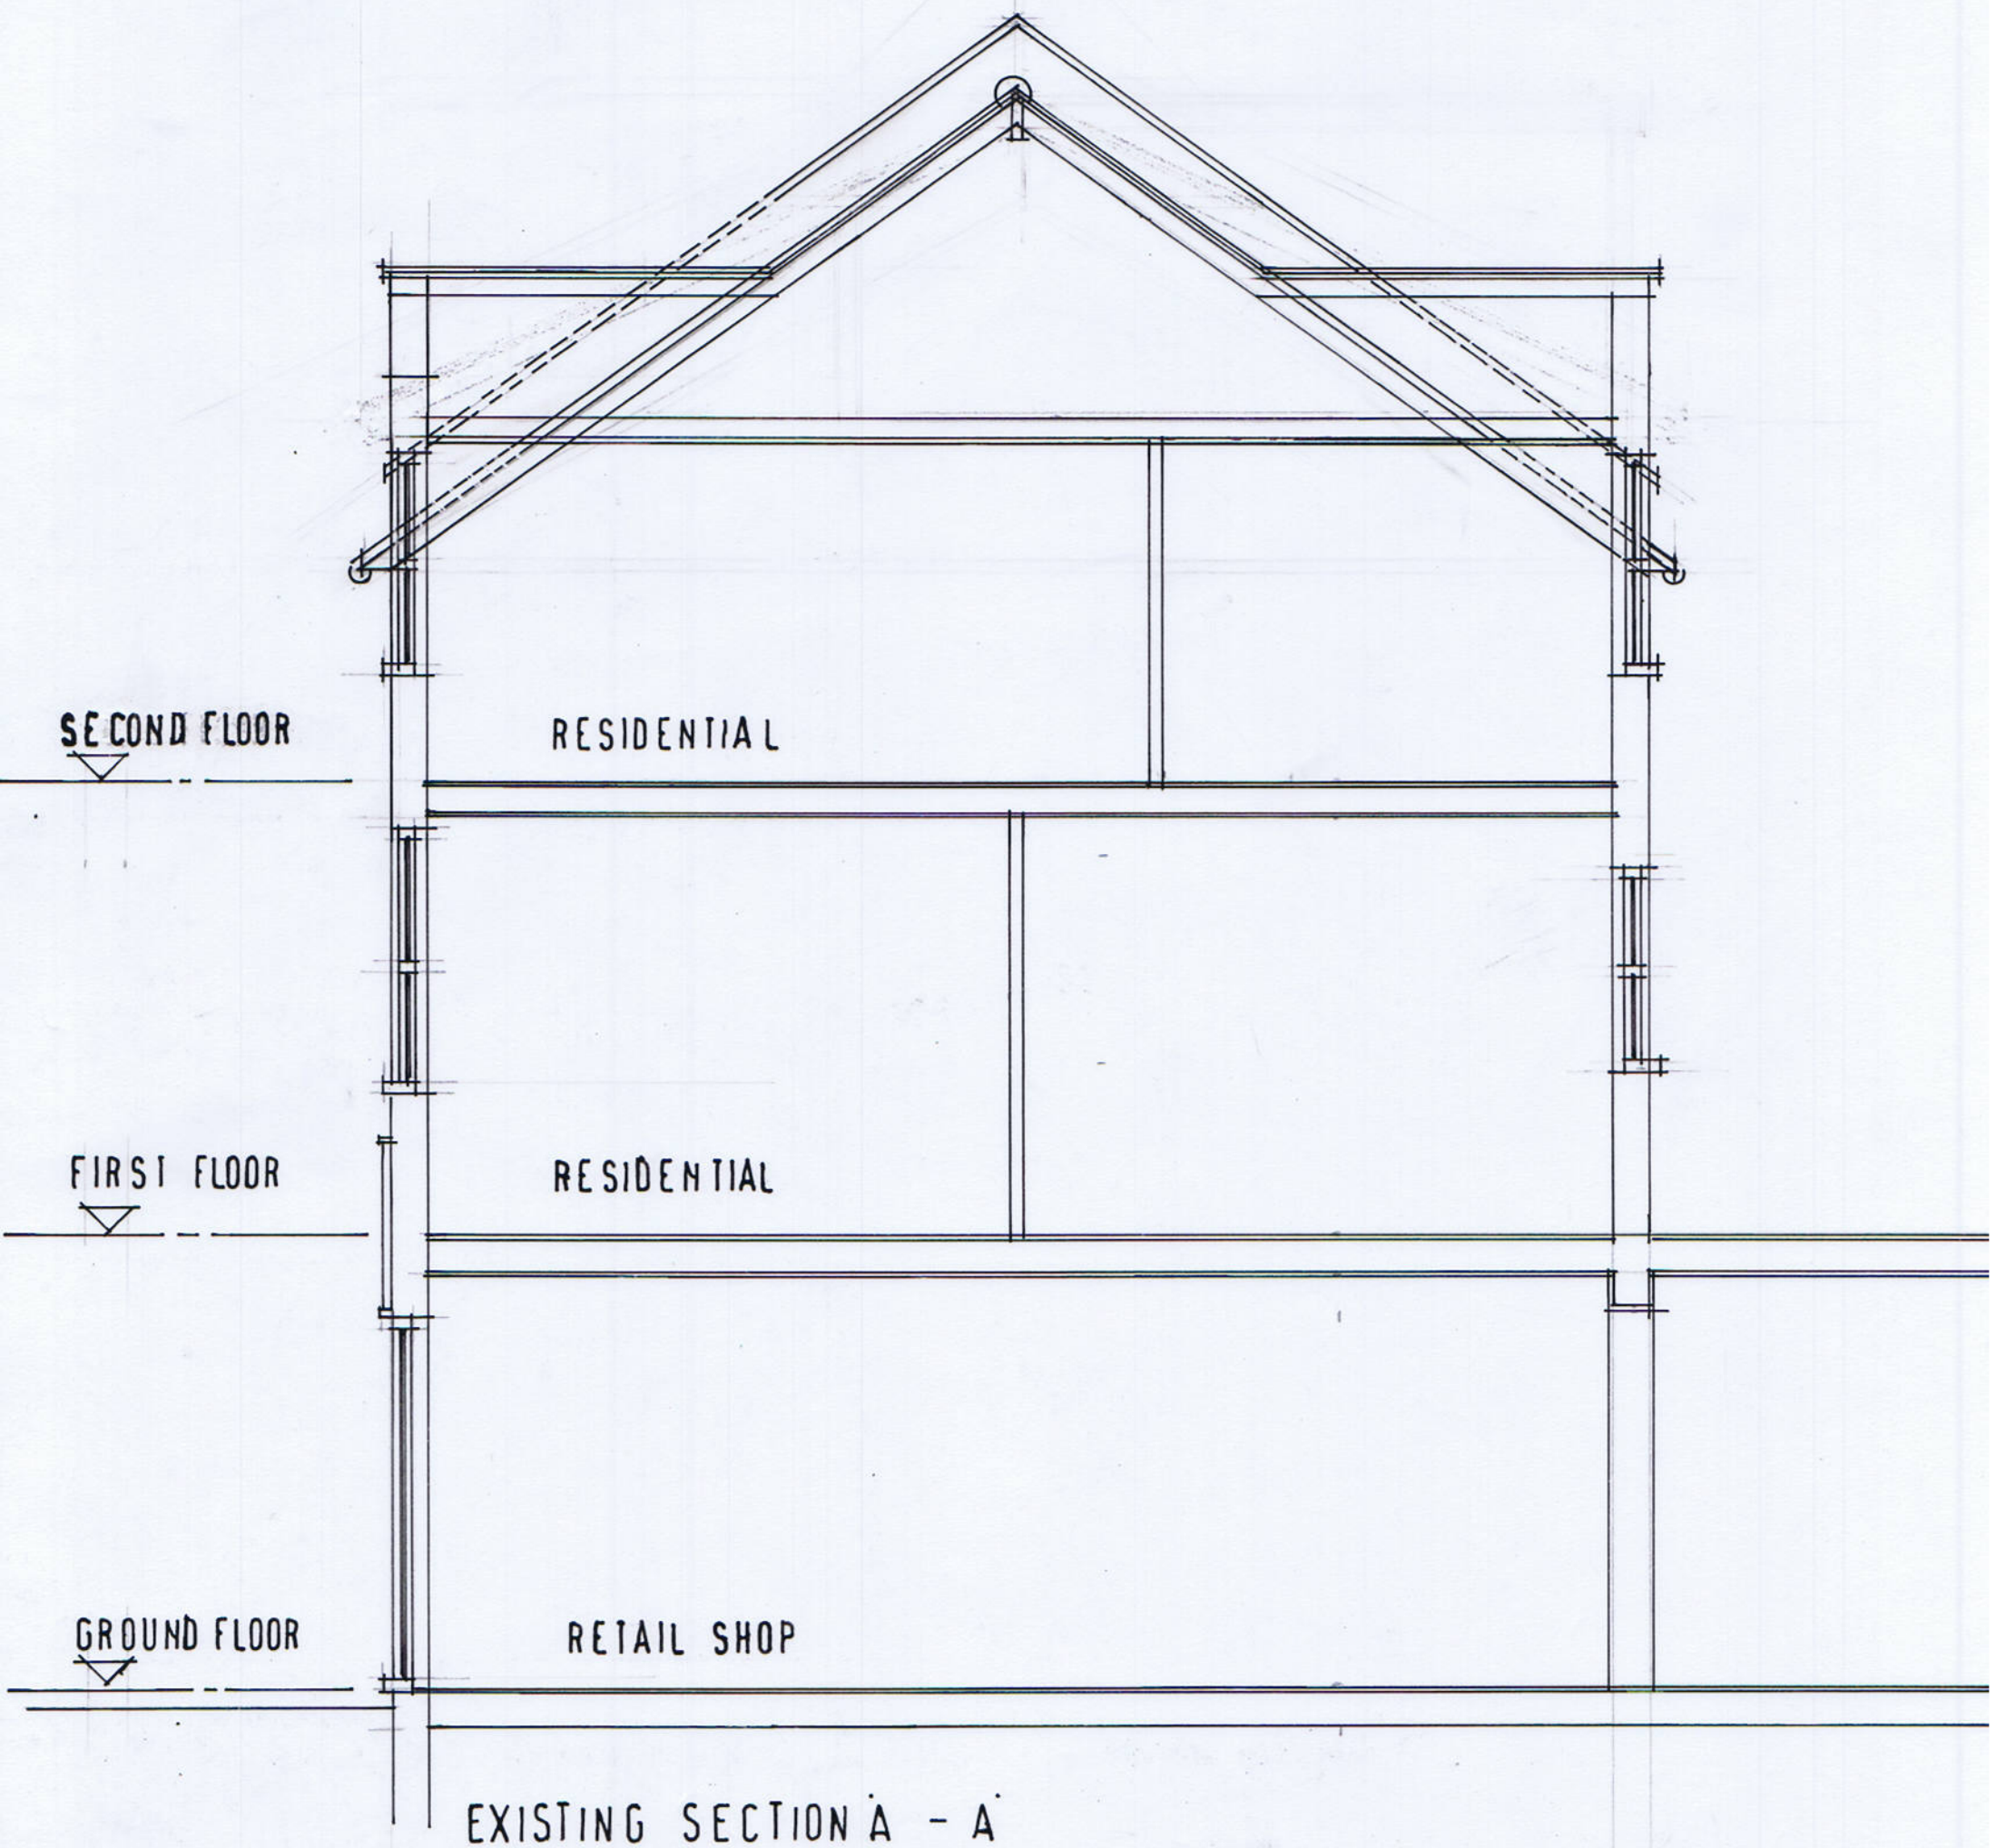 SECOND FLOOR
RESIDENTIAL
FIRST FLOOR
RESIDENTIAL
GROUND FLOOR
RETAIL SHOP
EXISTING SECTION A - A